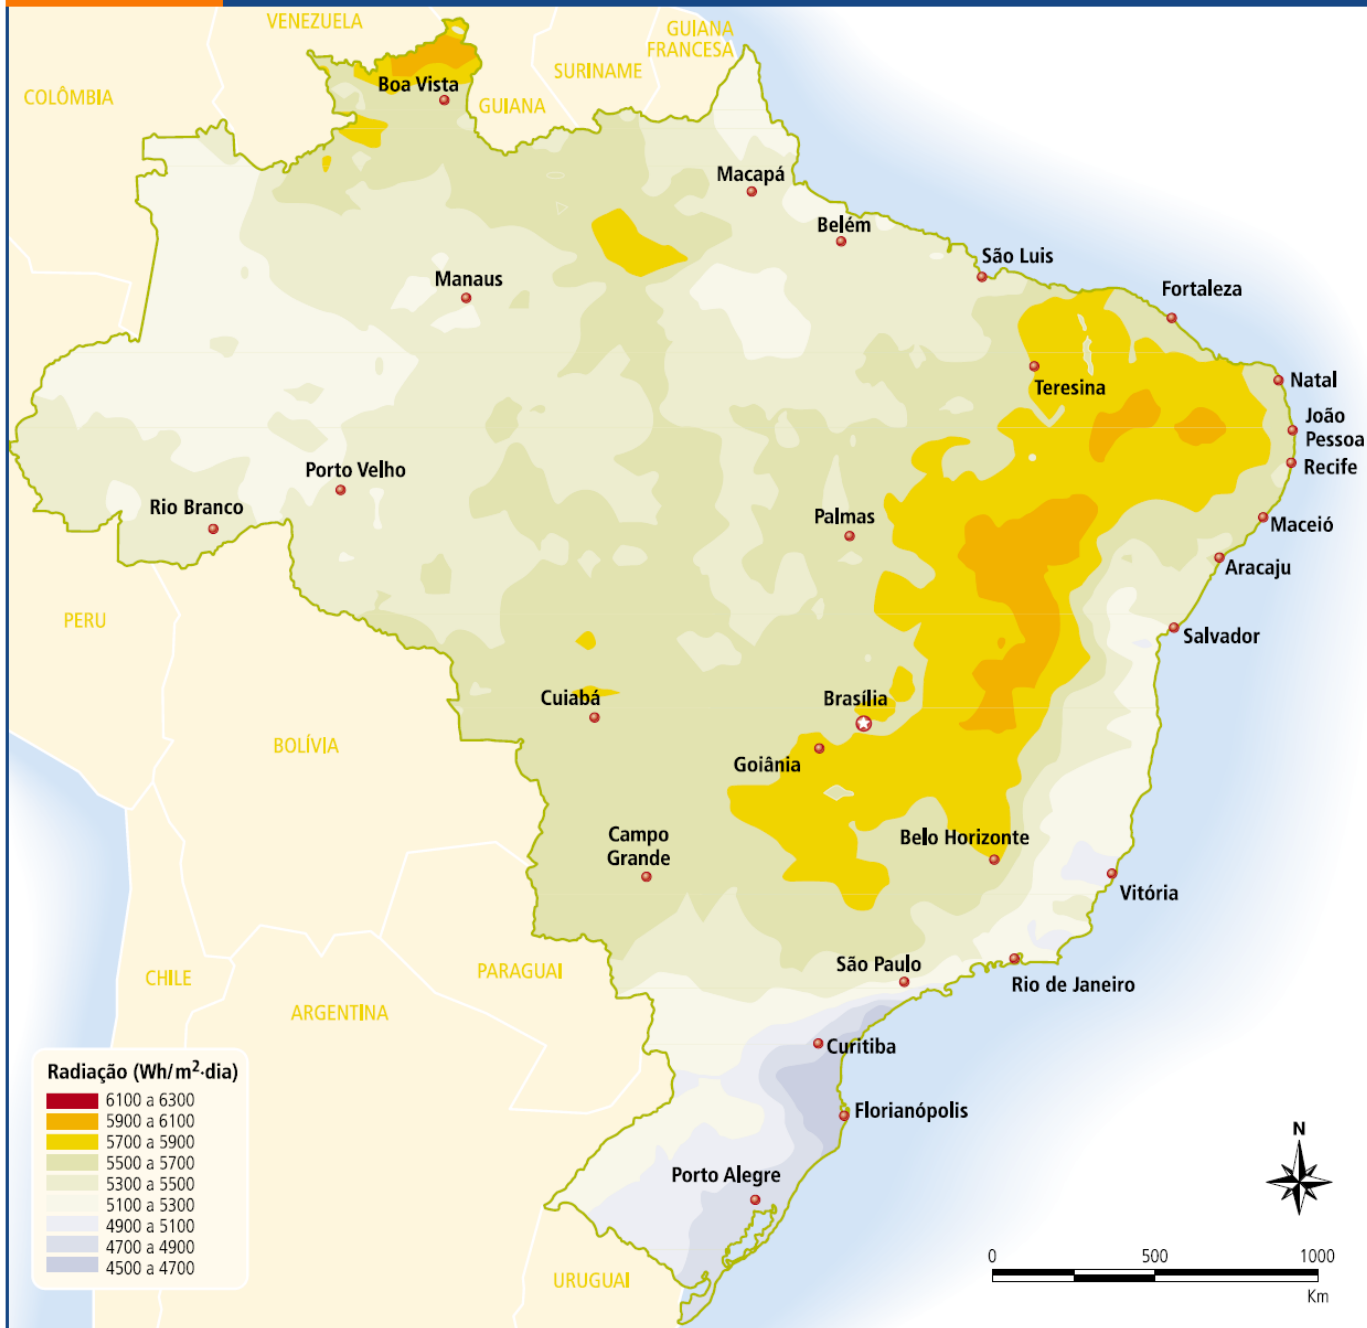 VENEZUELA
GUIANA
FRANCESA
SURINAME
COLÔMBIA
Boa Vista
GUIANA
Macapá
Belém
São Luis
Manaus
Fortaleza
Teresina
Natal
João
Pessoa
Recife
Porto Velho
Rio Branco
Palmas
Maceió
Aracaju
PERU
Salvador
Cuiabá
Brasília
BOLÍVIA
Goiânia
Campo
Grande
Belo Horizonte
Vitória
São Paulo
PARAGUAI
CHILE
Rio de Janeiro
ARGENTINA
Curitiba
Florianópolis
Porto Alegre
URUGUAI
Radiação (Wh/m²·dia)
6100 a 6300
5900 a 6100
5700 a 5900
5500 a 5700
5300 a 5500
5100 a 5300
4900 a 5100
4700 a 4900
4500 a 4700
N
0 500 1000
Km